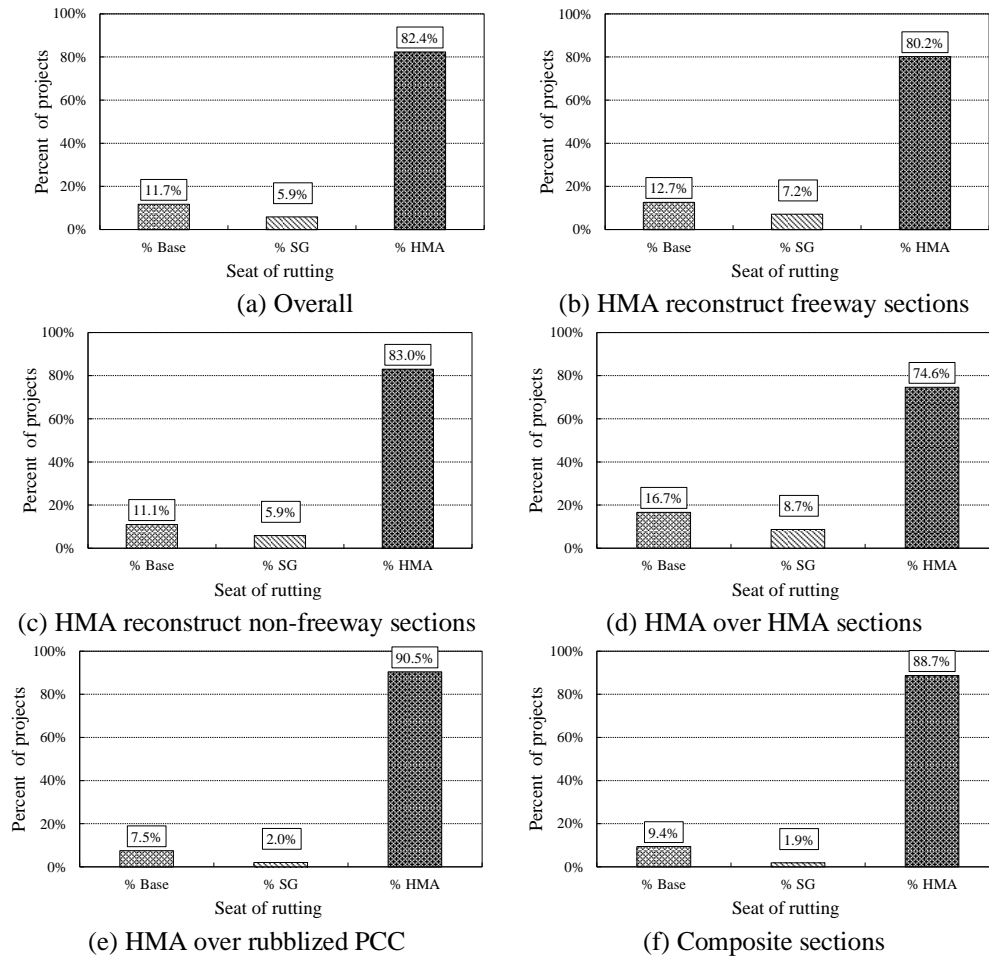 100%
80%
60%
40%
20%
0%
Percent of projects
11.7%
5.9%
82.4%
% Base
% SG
% HMA
Seat of rutting
(a) Overall
100%
80%
60%
40%
20%
0%
Percent of projects
12.7%
7.2%
80.2%
% Base
% SG
% HMA
Seat of rutting
(b) HMA reconstruct freeway sections
100%
80%
60%
40%
20%
0%
Percent of projects
11.1%
5.9%
83.0%
% Base
% SG
% HMA
Seat of rutting
(c) HMA reconstruct non-freeway sections
100%
80%
60%
40%
20%
0%
Percent of projects
16.7%
8.7%
74.6%
% Base
% SG
% HMA
Seat of rutting
(d) HMA over HMA sections
100%
80%
60%
40%
20%
0%
Percent of projects
7.5%
2.0%
90.5%
% Base
% SG
% HMA
Seat of rutting
(e) HMA over rubblized PCC
100%
80%
60%
40%
20%
0%
Percent of projects
9.4%
1.9%
88.7%
% Base
% SG
% HMA
Seat of rutting
(f) Composite sections